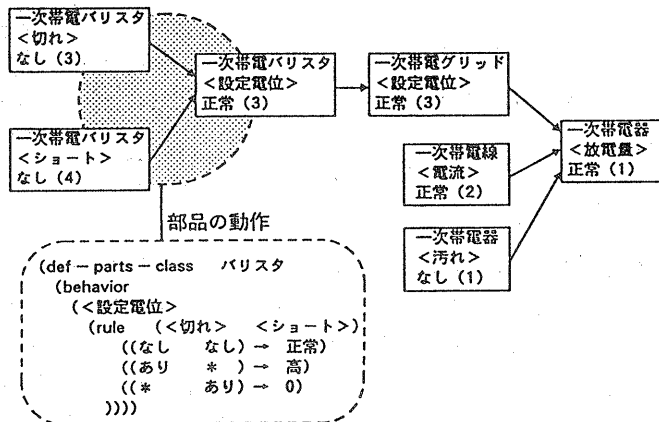 一次帯電バリスタ
<切れ>
なし (3)
一次帯電バリスタ
<設定電位>
正常 (3)
一次帯電グリッド
<設定電位>
正常 (3)
一次帯電バリスタ
<ショート>
なし (4)
一次帯電線
<電流>
正常 (2)
一次帯電器
<放電量>
正常 (1)
一次帯電器
<汚れ>
なし (1)
部品の動作
(def-parts-class バリスタ
(behavior
(<設定電位>
(rule (<切れ> <ショート>)
((なし なし) → 正常)
((あり *) → 高)
((* あり) → 0)
))))